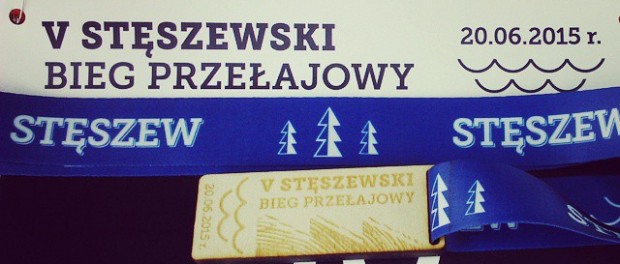 V STĘSZEWSKI
BIEG PRZEŁAJOWY
20.06.2015 r.
STĘSZEW
STĘSZEW
V STĘSZEWSKI
BIEG PRZEŁAJOWY
20.06.2015 r.